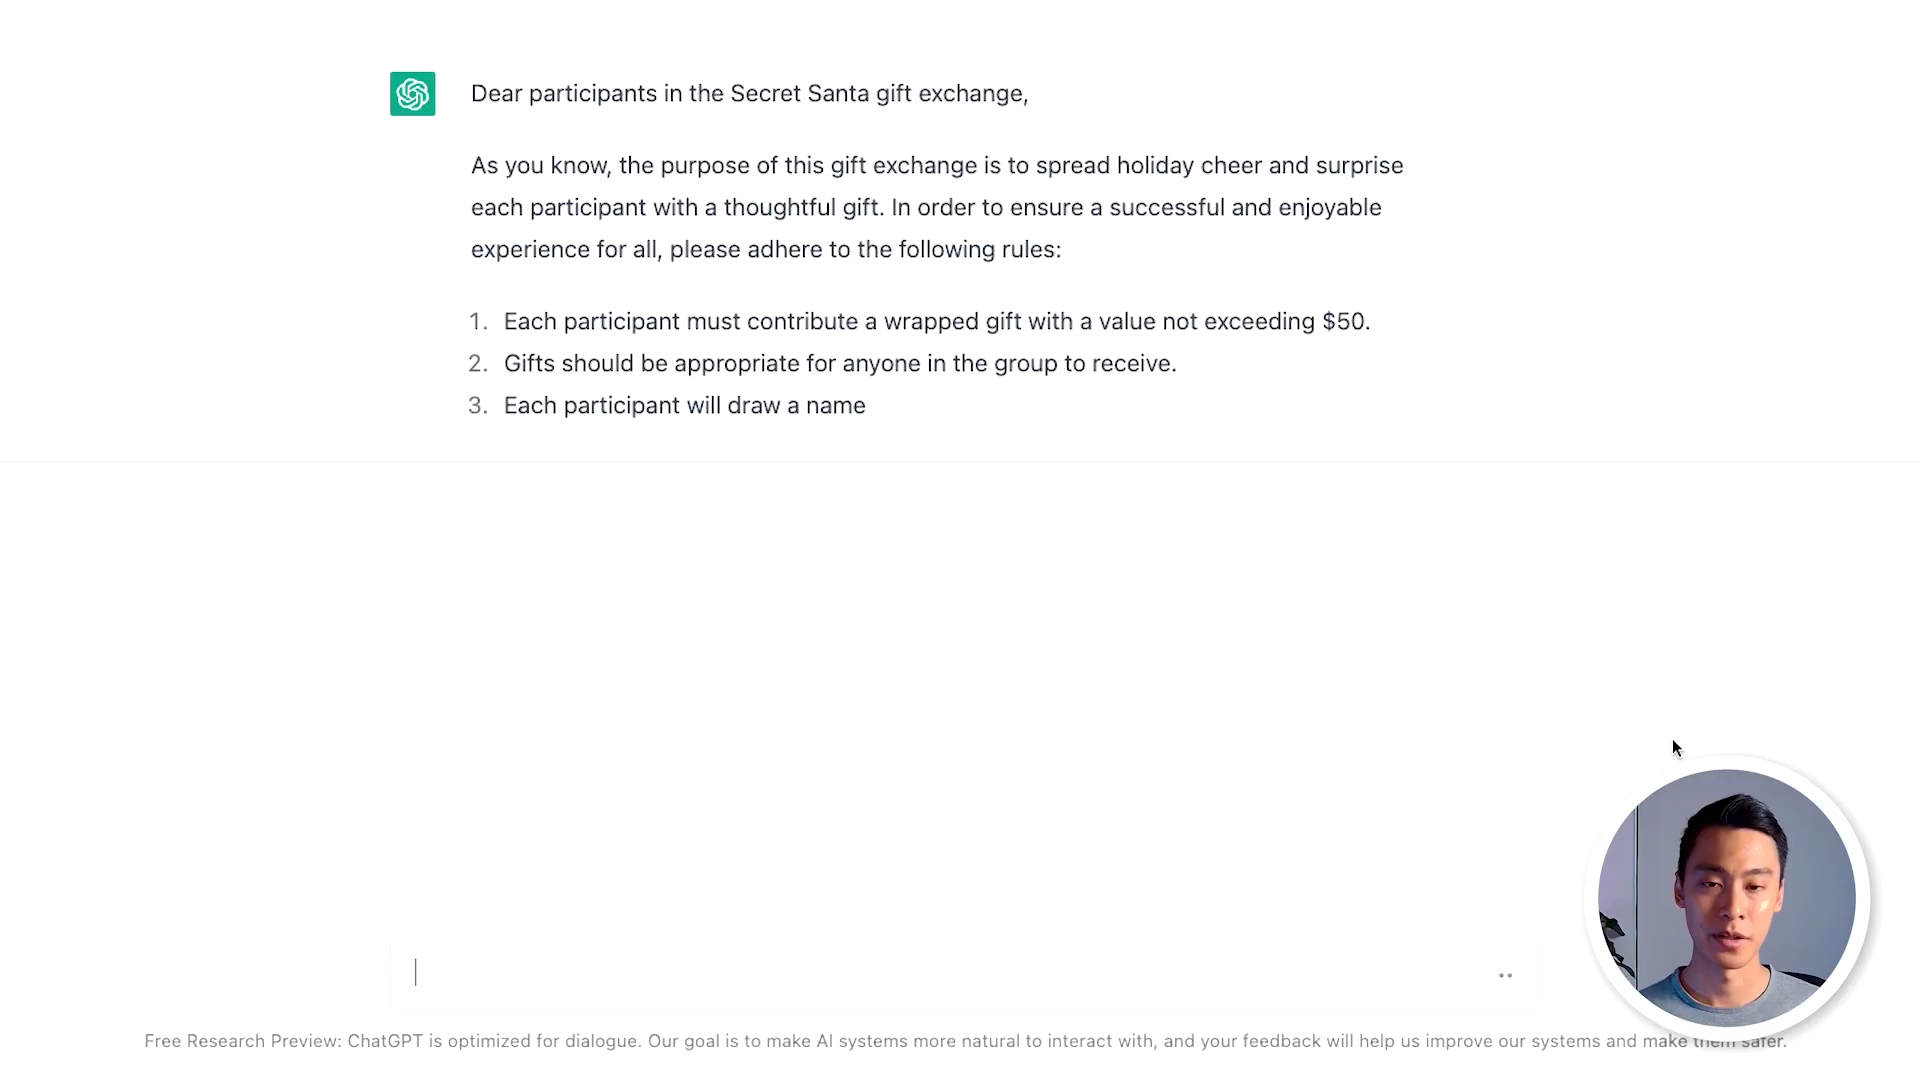 Dear participants in the Secret Santa gift exchange,
As you know, the purpose of this gift exchange is to spread holiday cheer and surprise
each participant with a thoughtful gift. In order to ensure a successful and enjoyable
experience for all, please adhere to the following rules:
1. Each participant must contribute a wrapped gift with a value not exceeding $50.
2. Gifts should be appropriate for anyone in the group to receive.
3. Each participant will draw a name
Free Research Preview: ChatGPT is optimized for dialogue. Our goal is to make AI systems more natural to interact with, and your feedback will help us improve our systems and make them safer.